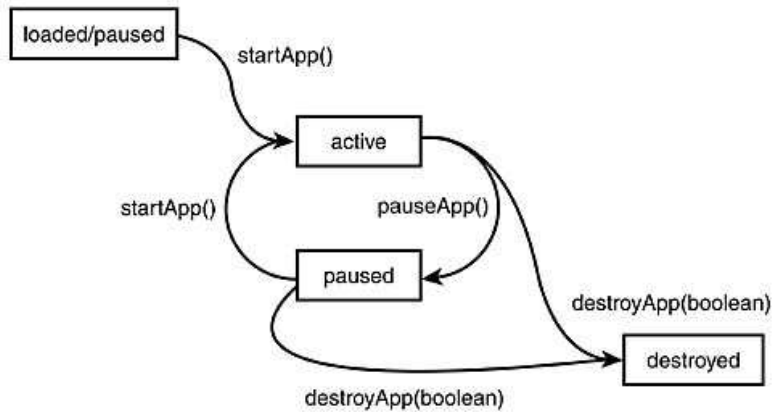 loaded/paused
startApp()
active
startApp()
pauseApp()
paused
destroyApp(boolean)
destroyed
destroyApp(boolean)